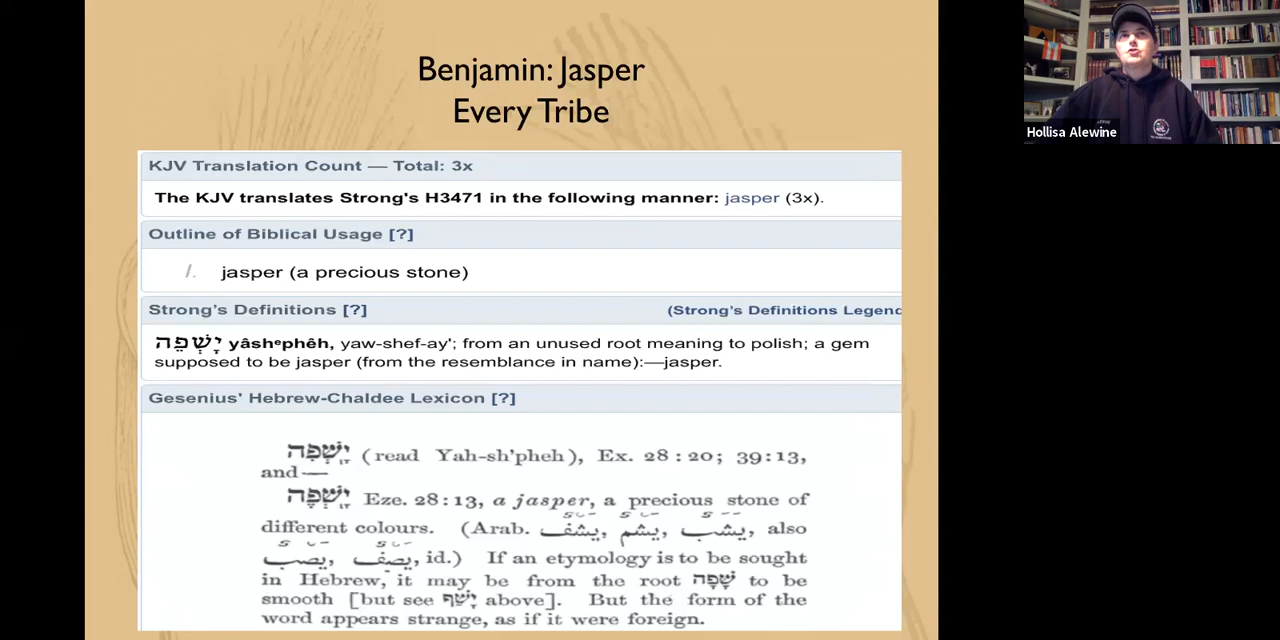 Benjamin: Jasper
Every Tribe
Hollisa Alewine
KJV Translation Count — Total: 3x
The KJV translates Strong's H3471 in the following manner: jasper (3x).
Outline of Biblical Usage [?]
I. jasper (a precious stone)
Strong's Definitions [?] (Strong's Definitions Legend
יָשְׁפֵה yâshᵉphêh, yaw-shef-ay'; from an unused root meaning to polish; a gem
supposed to be jasper (from the resemblance in name):—jasper.
Gesenius' Hebrew-Chaldee Lexicon [?]
(read Yah-sh'pheh), Ex. 28:20; 39:13,
and—
Eze. 28:13, a jasper, a precious stone of
different colours. (Arab. يشف, يشم, يشب, also
يصب, يصف, id.) If an etymology is to be sought
in Hebrew, it may be from the root שָׁפָה to be
smooth [but see יָשַׁף above]. But the form of the
word appears strange, as if it were foreign.